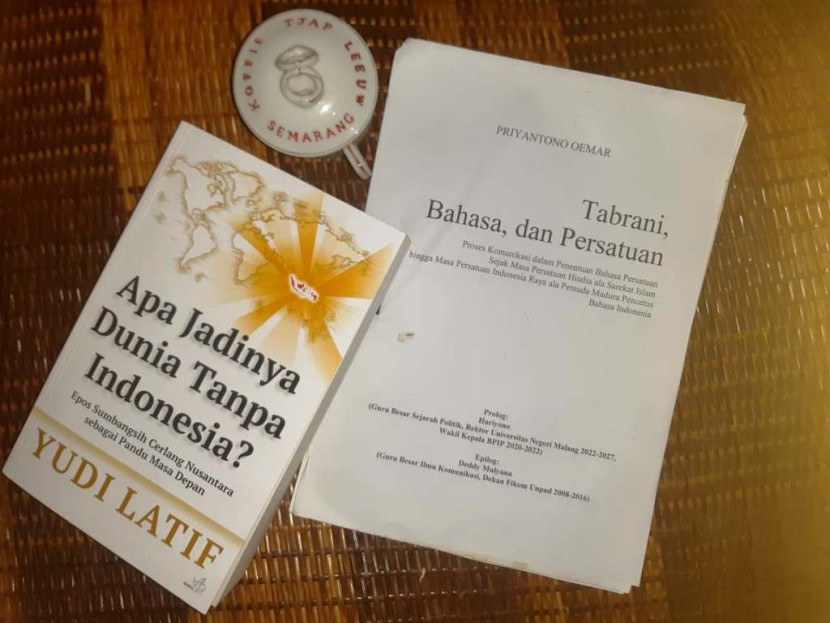 KOFFIE TJAP LEEUW
SEMARANG
PRIYANTONO OEMAR
Tabrani,
Bahasa, dan Persatuan
Proses Komunikasi dalam Penentuan Bahasa Persatuan
Sejak Masa Persatuan Hindia ala Sarekat Islam
hingga Masa Persatuan Indonesia Raya ala Pemuda Madura Pencetus
Bahasa Indonesia
Prolog:
Hariyono
(Guru Besar Sejarah Politik, Rektor Universitas Negeri Malang 2022-2027,
Wakil Kepala BPIP 2020-2022)
Epilog:
Deddy Mulyana
(Guru Besar Ilmu Komunikasi, Dekan Fikom Unpad 2008-2016)
Apa Jadinya
Dunia Tanpa
Indonesia?
Epos Sumbangsih Cerlang Nusantara
sebagai Pandu Masa Depan
YUDI LATIF